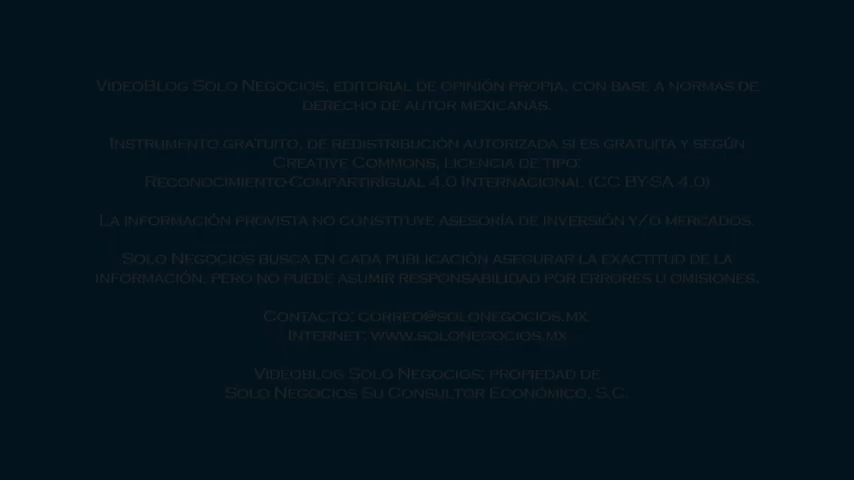 VideoBlog Solo Negocios, editorial de opinión propia, con base a normas de
derecho de autor mexicanas.
Instrumento gratuito, de redistribución autorizada si es gratuita y según
Creative Commons, licencia de tipo:
Reconocimiento-CompartirIgual 4.0 Internacional (CC BY-SA 4.0)
La información provista no constituye asesoría de inversión y/o mercados.
Solo Negocios busca en cada publicación asegurar la exactitud de la
información, pero no puede asumir responsabilidad por errores u omisiones.
Contacto: correo@solonegocios.mx
Internet: www.solonegocios.mx
Videoblog Solo Negocios; propiedad de
Solo Negocios Su Consultor Económico, S.C.